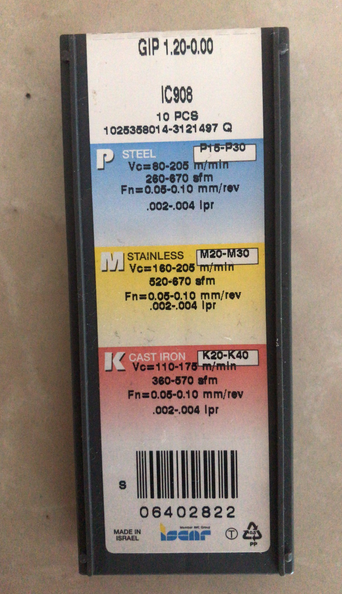 GIP 1.20-0.00
IC908
10 PCS
1025358014-3121497 Q
P STEEL P15-P30
Vc=80-205 m/min
260-670 sfm
Fn=0.05-0.10 mm/rev
.002-.004 ipr
M STAINLESS M20-M30
Vc=160-205 m/min
520-670 sfm
Fn=0.05-0.10 mm/rev
.002-.004 ipr
K CAST IRON K20-K40
Vc=110-175 m/min
360-570 sfm
Fn=0.05-0.10 mm/rev
.002-.004 ipr
S
06402822
MADE IN
ISRAEL
Member IMC Group
iscar
T
PP